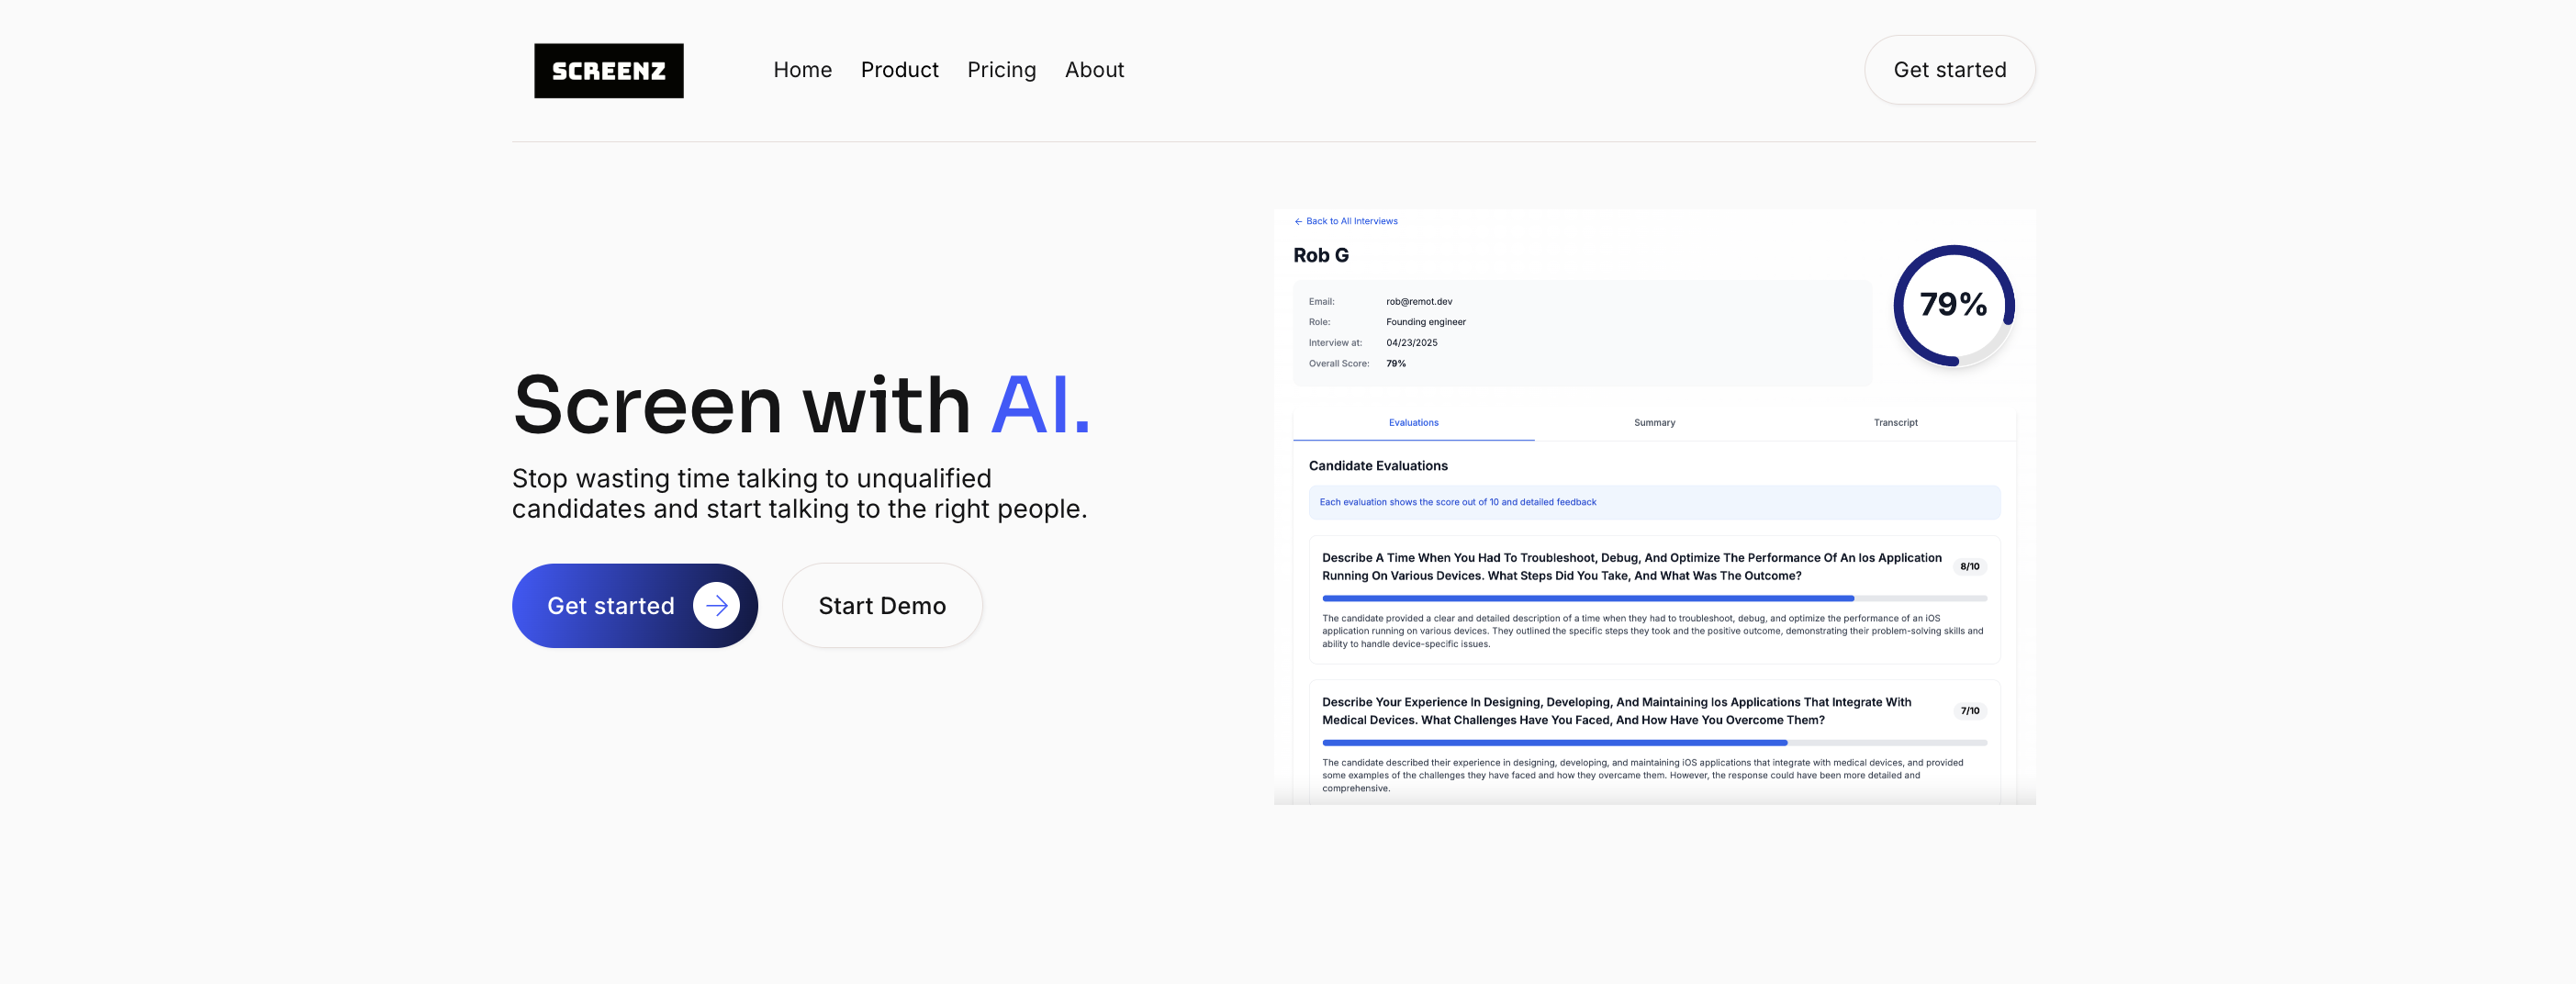 SCREENZ
Home
Product
Pricing
About
Get started
Screen with AI.
Stop wasting time talking to unqualified
candidates and start talking to the right people.
Get started
Start Demo
← Back to All Interviews
Rob G
Email: rob@remot.dev
Role: Founding engineer
Interview at: 04/23/2025
Overall Score: 79%
79%
Evaluations
Summary
Transcript
Candidate Evaluations
Each evaluation shows the score out of 10 and detailed feedback
Describe A Time When You Had To Troubleshoot, Debug, And Optimize The Performance Of An Ios Application
Running On Various Devices. What Steps Did You Take, And What Was The Outcome?
8/10
The candidate provided a clear and detailed description of a time when they had to troubleshoot, debug, and optimize the performance of an iOS
application running on various devices. They outlined the specific steps they took and the positive outcome, demonstrating their problem-solving skills and
ability to handle device-specific issues.
Describe Your Experience In Designing, Developing, And Maintaining Ios Applications That Integrate With
Medical Devices. What Challenges Have You Faced, And How Have You Overcome Them?
7/10
The candidate described their experience in designing, developing, and maintaining iOS applications that integrate with medical devices, and provided
some examples of the challenges they have faced and how they overcame them. However, the response could have been more detailed and
comprehensive.